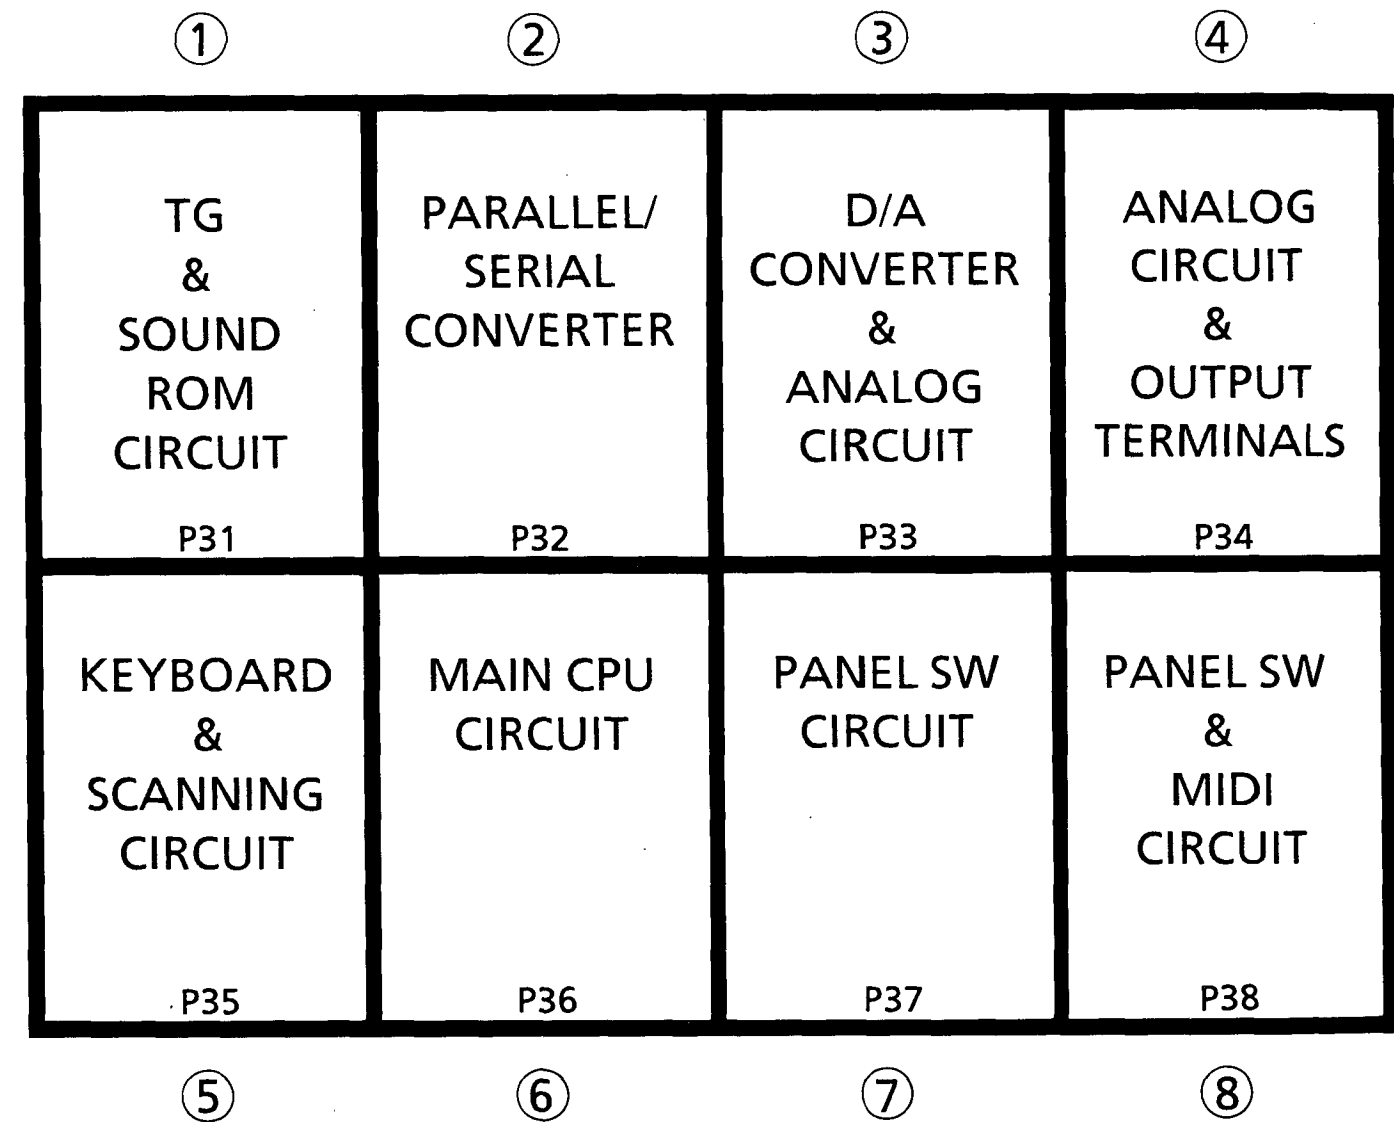 ① ② ③ ④
TG
&
SOUND
ROM
CIRCUIT
P31
PARALLEL/
SERIAL
CONVERTER
P32
D/A
CONVERTER
&
ANALOG
CIRCUIT
P33
ANALOG
CIRCUIT
&
OUTPUT
TERMINALS
P34
KEYBOARD
&
SCANNING
CIRCUIT
P35
MAIN CPU
CIRCUIT
P36
PANEL SW
CIRCUIT
P37
PANEL SW
&
MIDI
CIRCUIT
P38
⑤ ⑥ ⑦ ⑧